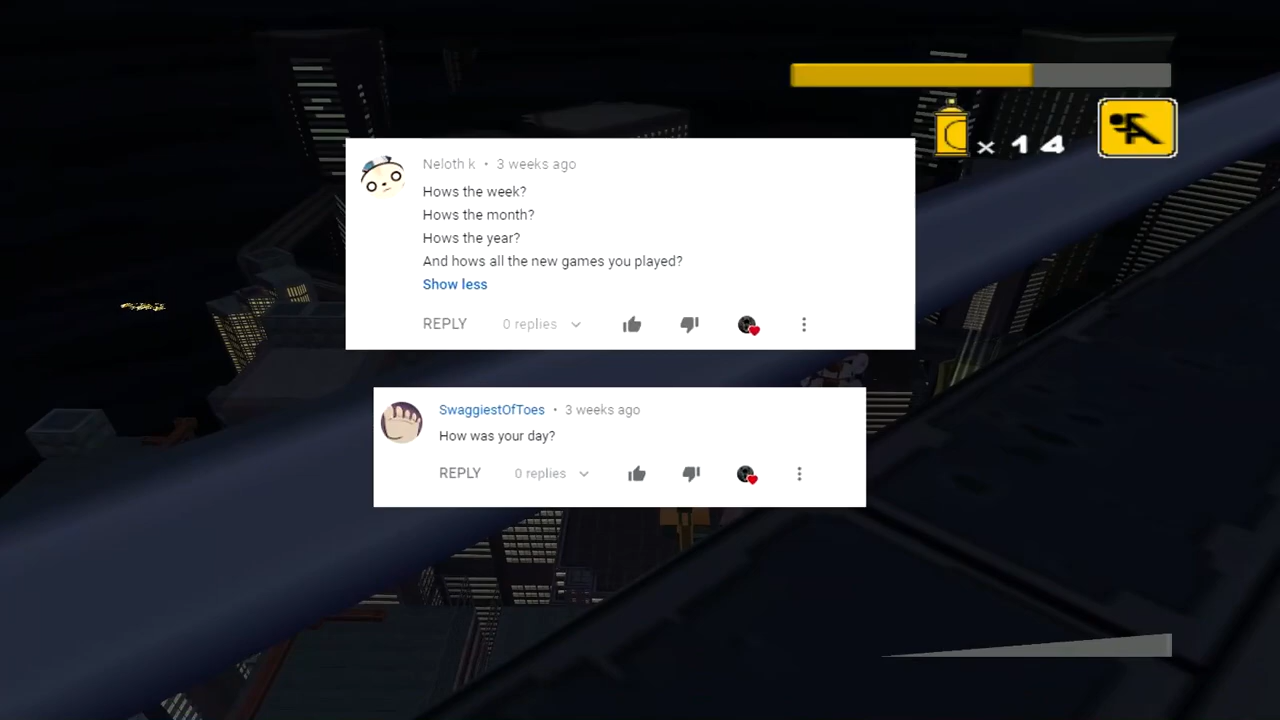 × 14
Neloth k • 3 weeks ago
Hows the week?
Hows the month?
Hows the year?
And hows all the new games you played?
Show less
REPLY 0 replies
SwaggiestOfToes • 3 weeks ago
How was your day?
REPLY 0 replies